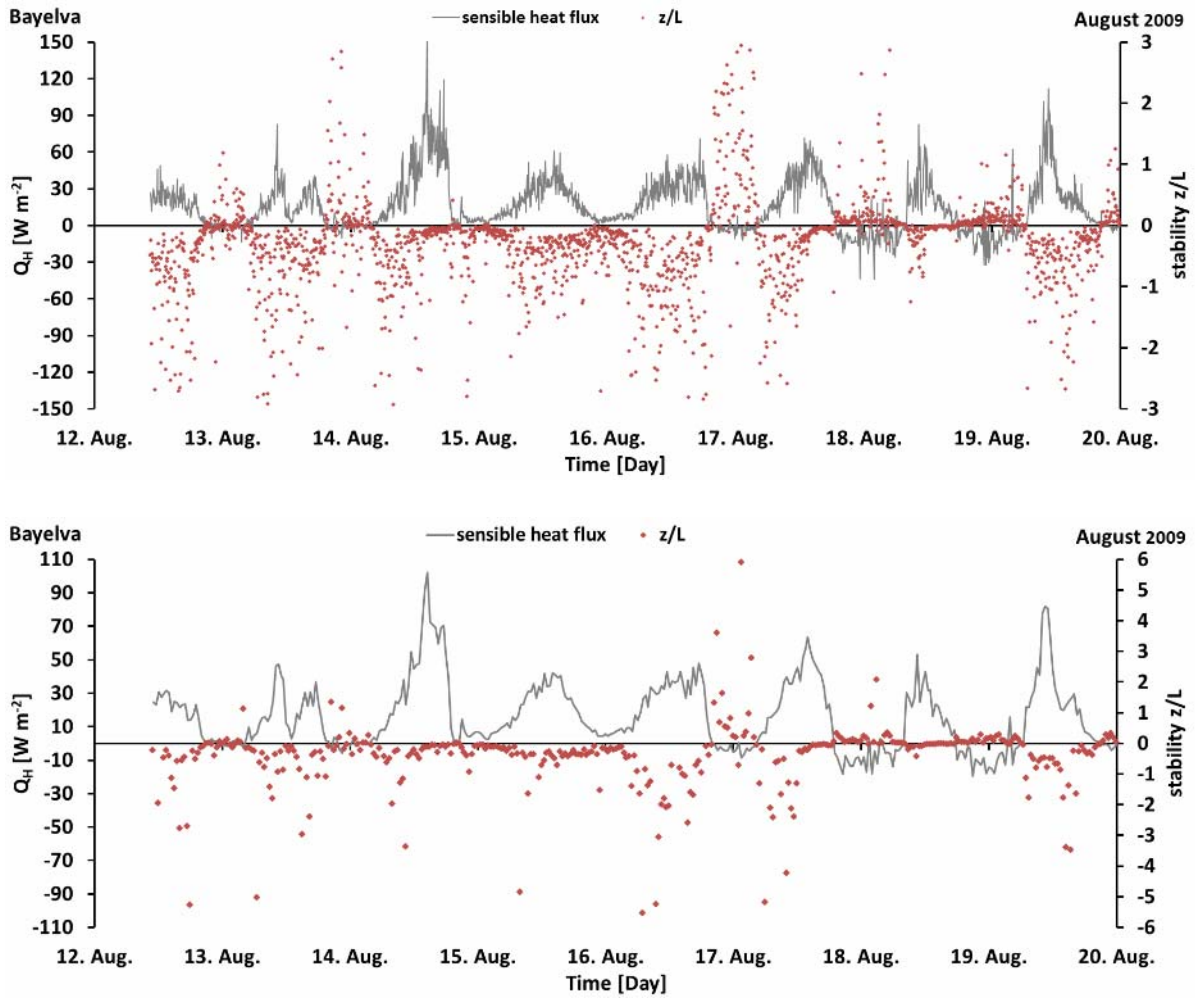 Bayelva
sensible heat flux
z/L
August 2009
150
120
90
60
30
0
-30
-60
-90
-120
-150
Q_H [W m⁻²]
3
2
1
0
-1
-2
-3
stability z/L
12. Aug. 13. Aug. 14. Aug. 15. Aug. 16. Aug. 17. Aug. 18. Aug. 19. Aug. 20. Aug.
Time [Day]
Bayelva
sensible heat flux
z/L
August 2009
110
90
70
50
30
10
-10
-30
-50
-70
-90
-110
Q_H [W m⁻²]
6
5
4
3
2
1
0
-1
-2
-3
-4
-5
-6
stability z/L
12. Aug. 13. Aug. 14. Aug. 15. Aug. 16. Aug. 17. Aug. 18. Aug. 19. Aug. 20. Aug.
Time [Day]